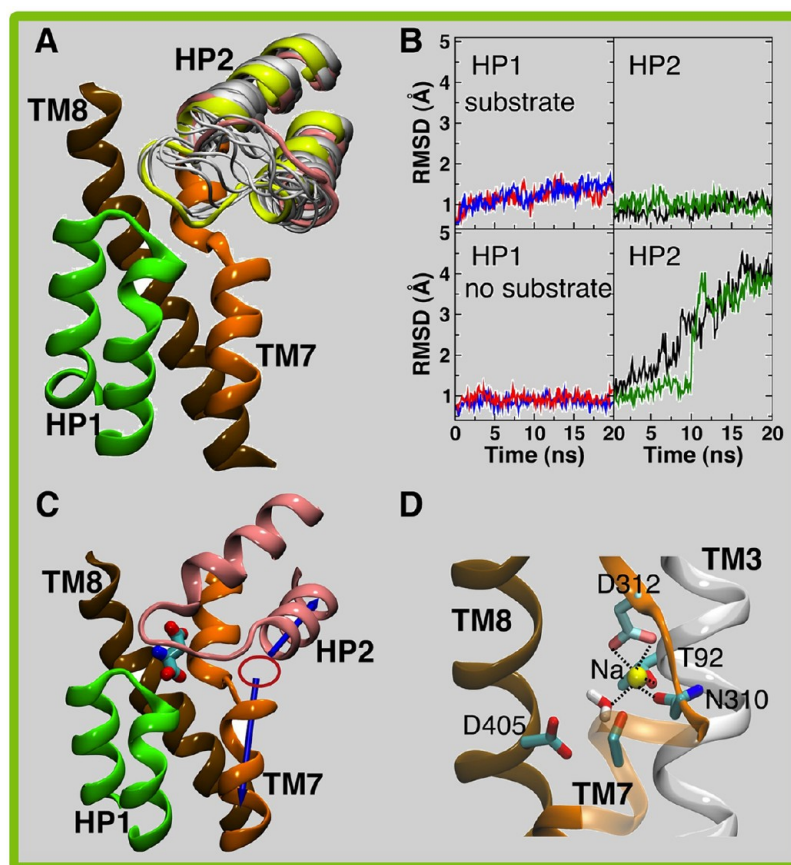 A
HP2
TM8
TM7
HP1
B
RMSD (Å)
5
4
3
2
1
HP1
substrate
HP2
RMSD (Å)
5
4
3
2
1
HP1
no substrate
HP2
0 5 10 15 5 10 15 20
Time (ns) Time (ns)
C
TM8
HP2
TM7
HP1
D
TM3
D312
TM8
T92
Na
N310
D405
TM7